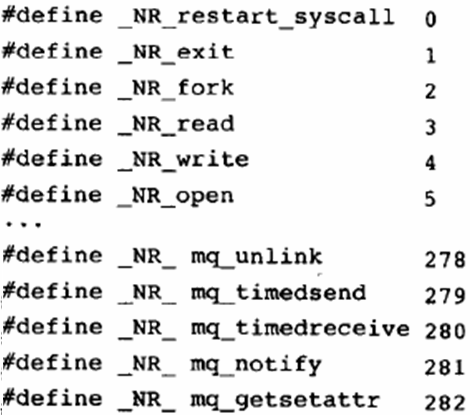 #define _NR_restart_syscall 0
#define _NR_exit 1
#define _NR_fork 2
#define _NR_read 3
#define _NR_write 4
#define _NR_open 5
...
#define _NR_ mq_unlink 278
#define _NR_ mq_timedsend 279
#define _NR_ mq_timedreceive 280
#define _NR_ mq_notify 281
#define _NR_ mq_getsetattr 282